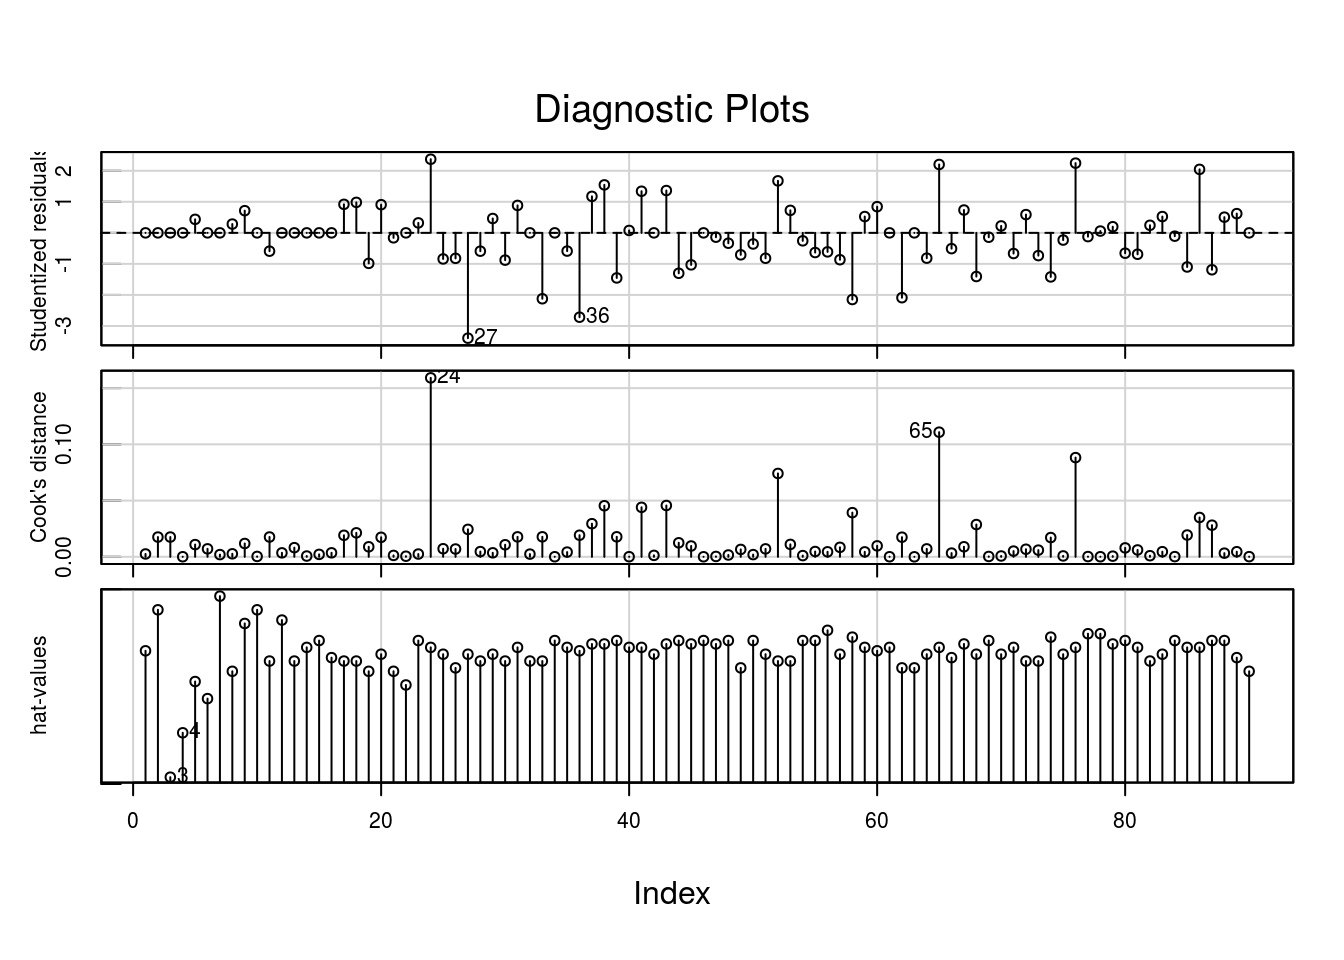 Diagnostic Plots
Studentized residuals
2
1
-1
-3
27
36
Cook's distance
0.10
0.00
24
65
hat-values
4
3
0 20 40 60 80
Index